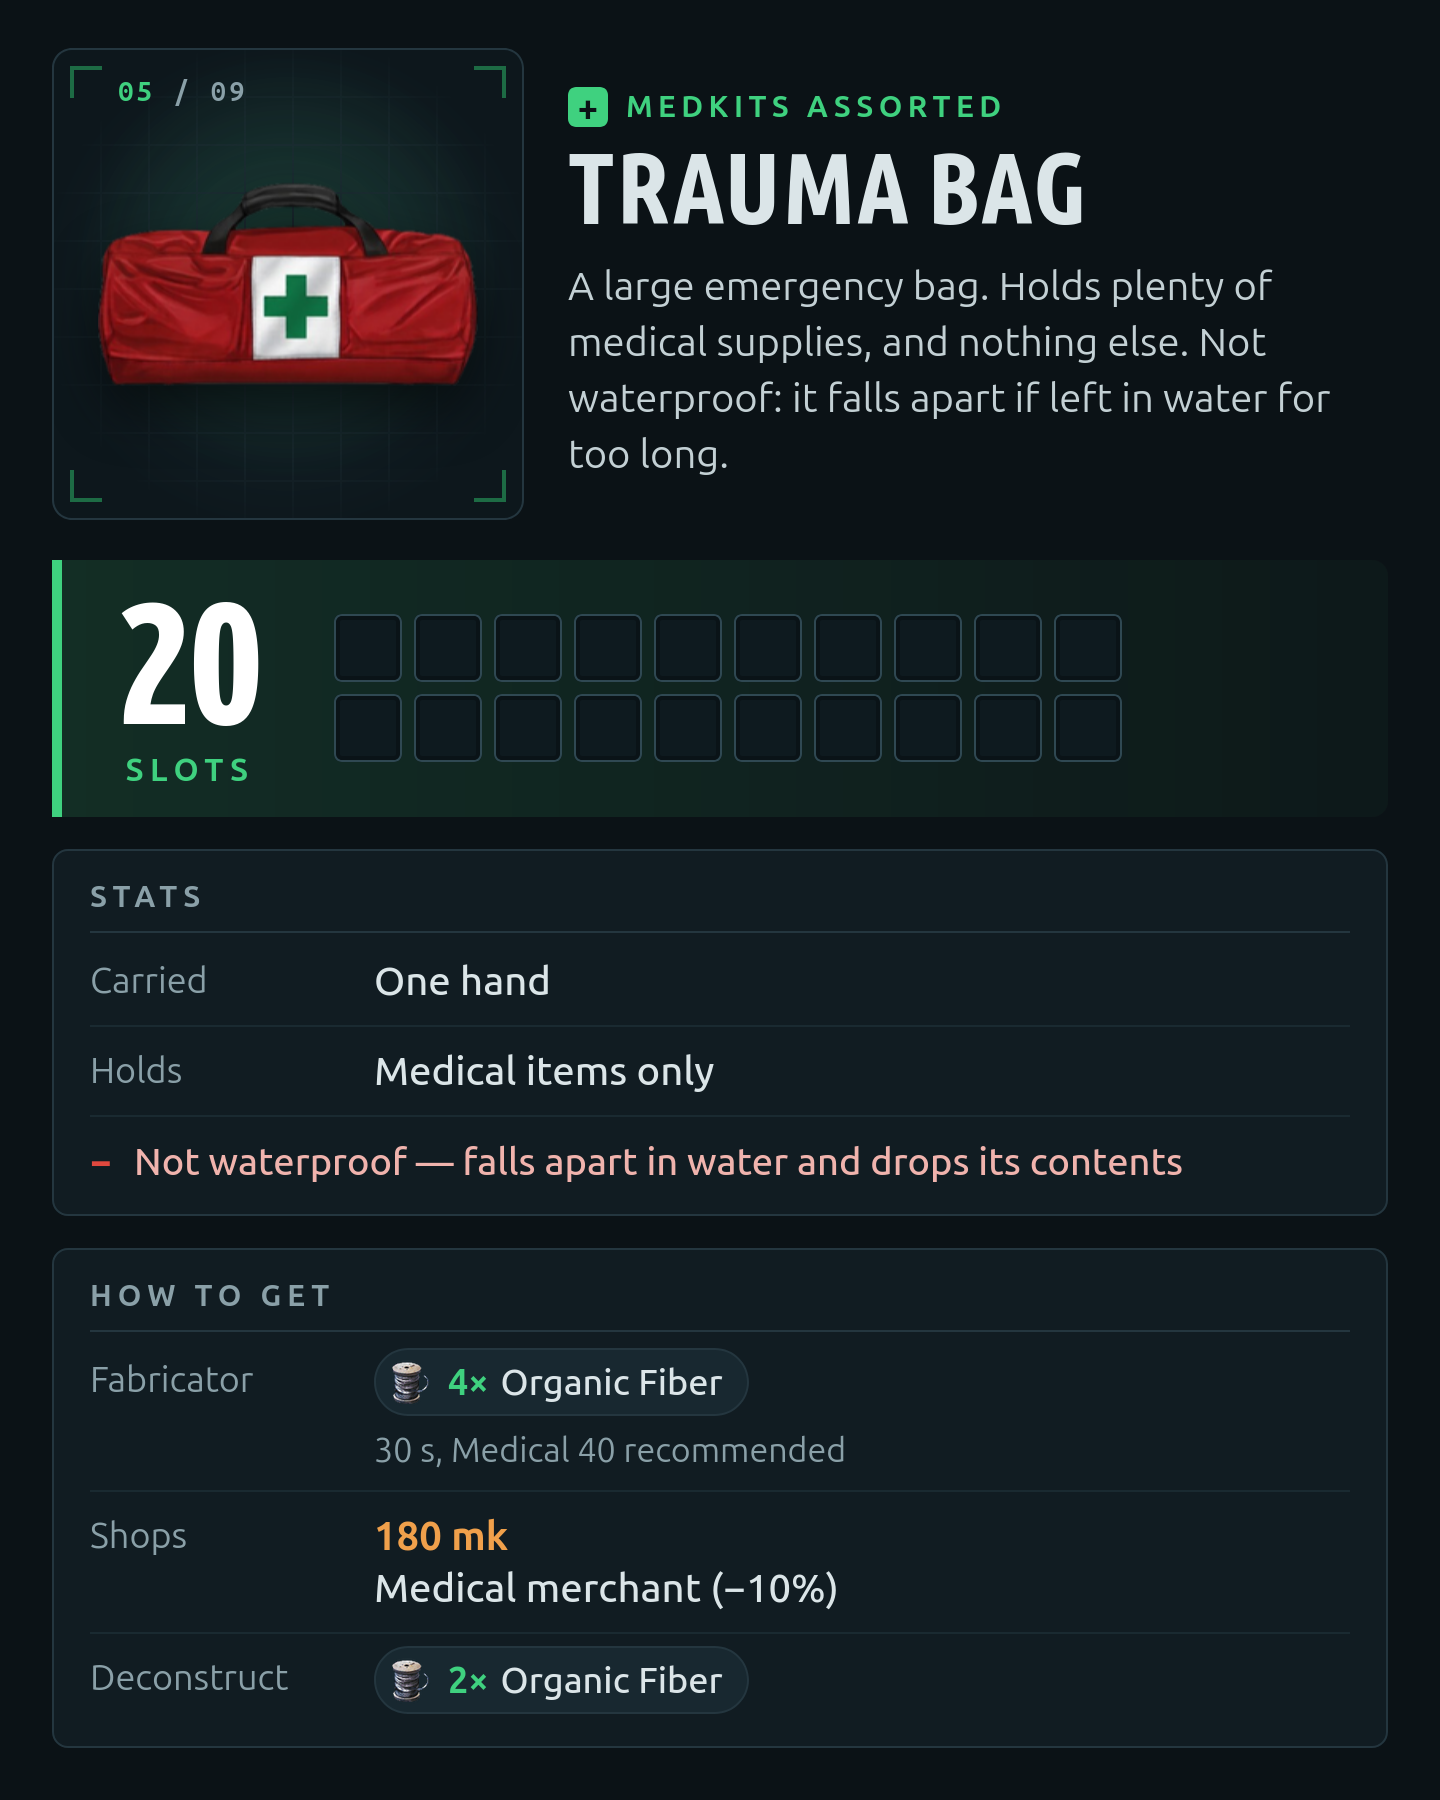 05 / 09
MEDKITS ASSORTED
TRAUMA BAG
A large emergency bag. Holds plenty of
medical supplies, and nothing else. Not
waterproof: it falls apart if left in water for
too long.
20
SLOTS
STATS
Carried One hand
Holds Medical items only
– Not waterproof — falls apart in water and drops its contents
HOW TO GET
Fabricator 4× Organic Fiber
30 s, Medical 40 recommended
Shops 180 mk
Medical merchant (−10%)
Deconstruct 2× Organic Fiber